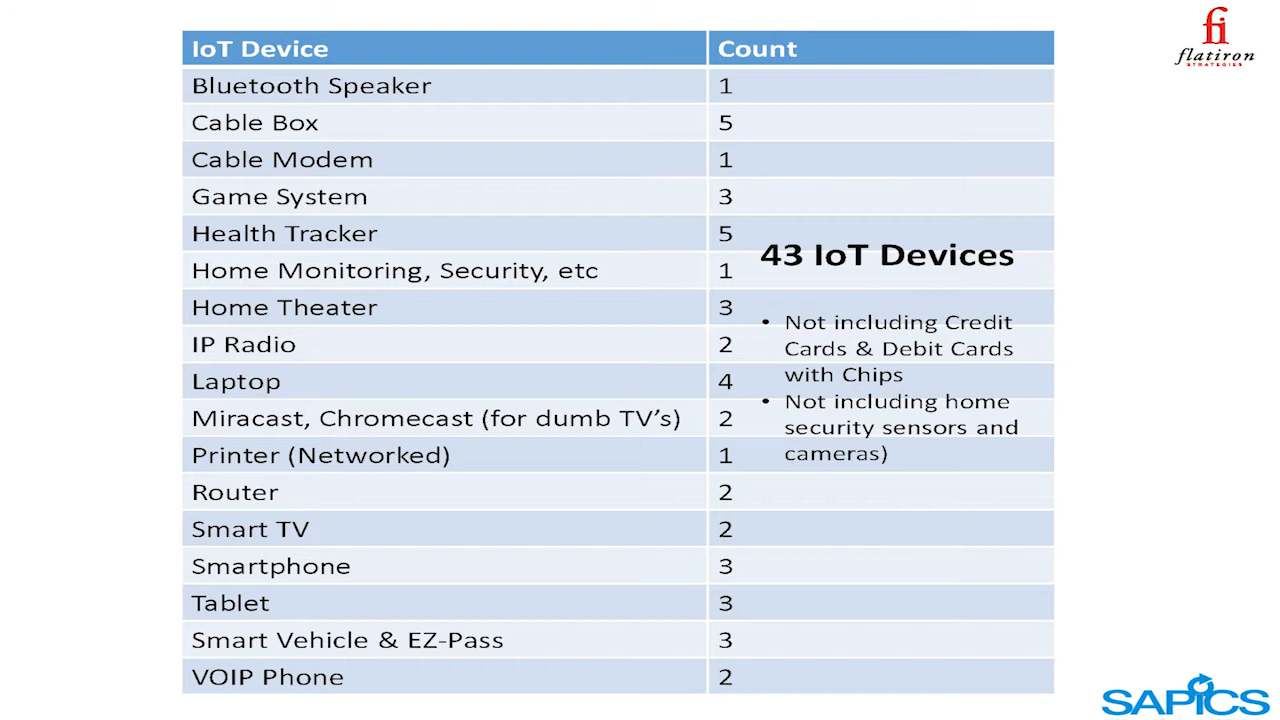 fi
flatiron
STRATEGIES
IoT Device Count
Bluetooth Speaker 1
Cable Box 5
Cable Modem 1
Game System 3
Health Tracker 5
Home Monitoring, Security, etc 1
Home Theater 3
IP Radio 2
Laptop 4
Miracast, Chromecast (for dumb TV’s) 2
Printer (Networked) 1
Router 2
Smart TV 2
Smartphone 3
Tablet 3
Smart Vehicle & EZ-Pass 3
VOIP Phone 2
43 IoT Devices
• Not including Credit
Cards & Debit Cards
with Chips
• Not including home
security sensors and
cameras)
SAPICS